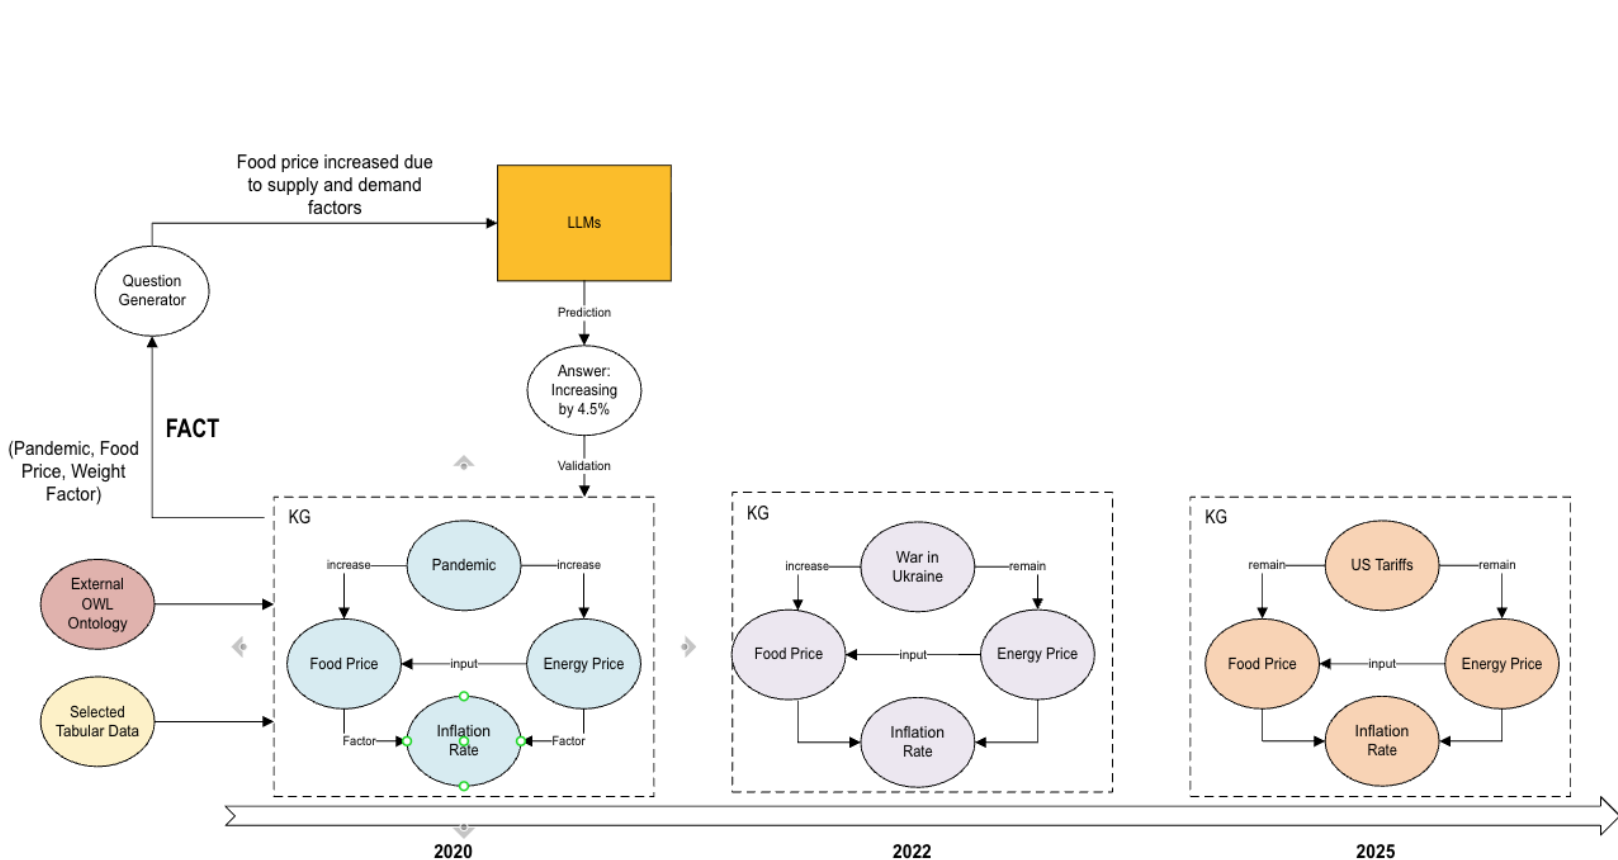 Food price increased due
to supply and demand
factors
LLMs
Question
Generator
Prediction
Answer:
Increasing
by 4.5%
FACT
(Pandemic, Food
Price, Weight
Factor)
Validation
KG
Pandemic
increase
increase
Food Price
input
Energy Price
Factor
Inflation
Rate
Factor
External
OWL
Ontology
Selected
Tabular Data
KG
War in
Ukraine
increase
remain
Food Price
input
Energy Price
Inflation
Rate
KG
US Tariffs
remain
remain
Food Price
input
Energy Price
Inflation
Rate
2020
2022
2025